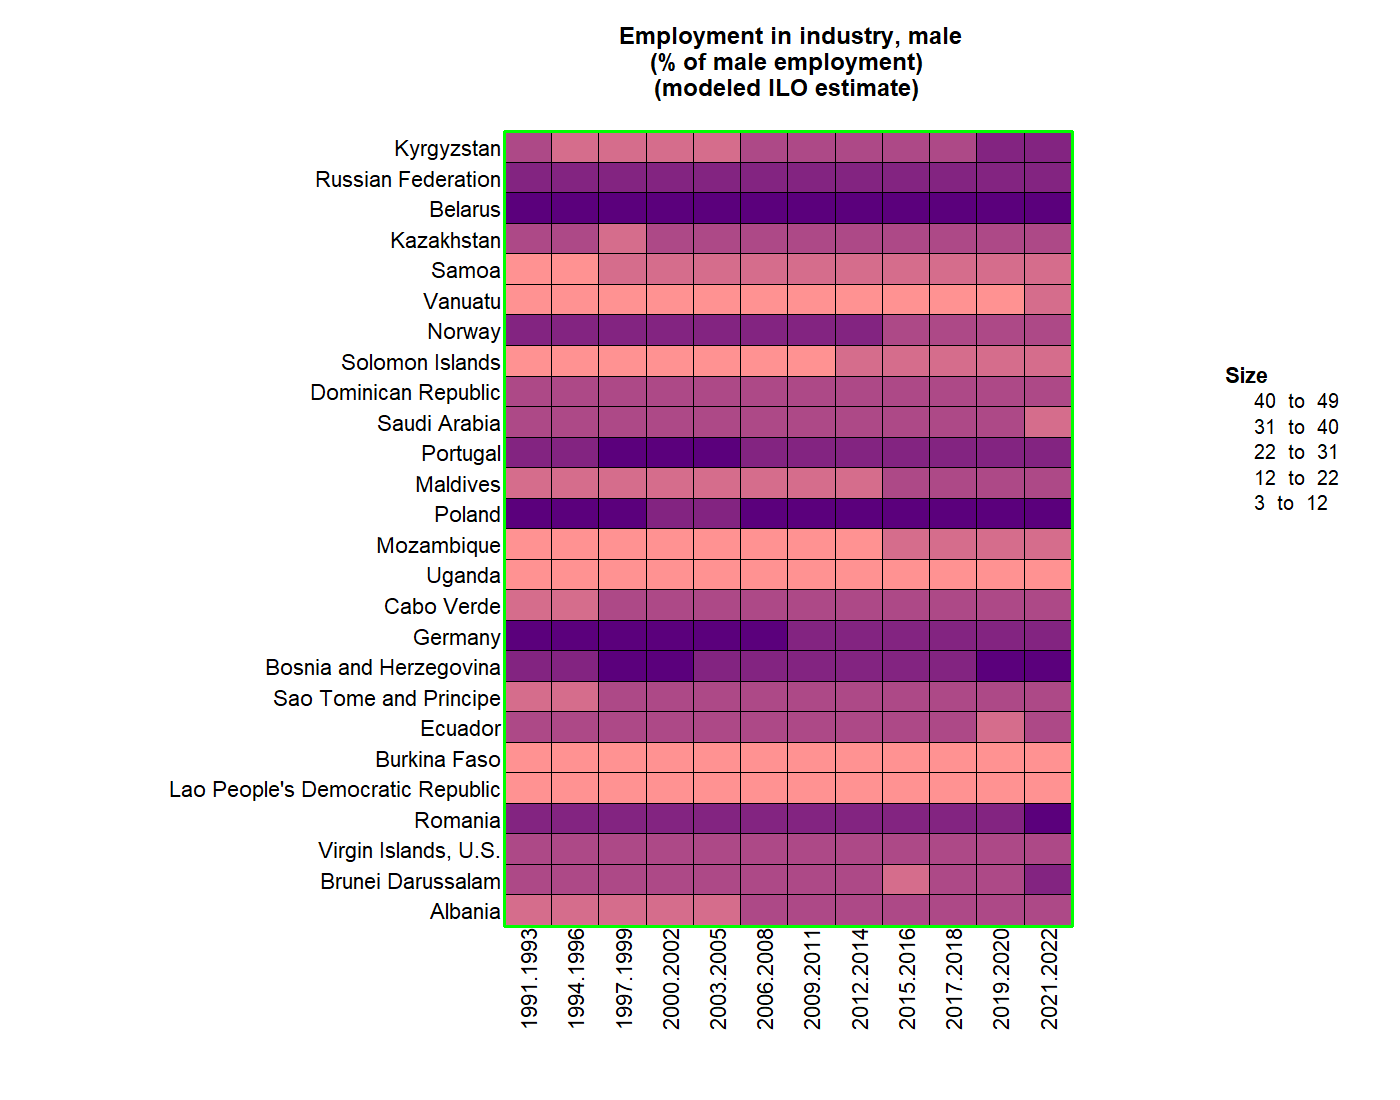 Employment in industry, male
(% of male employment)
(modeled ILO estimate)
Kyrgyzstan
Russian Federation
Belarus
Kazakhstan
Samoa
Vanuatu
Norway
Solomon Islands
Dominican Republic
Saudi Arabia
Portugal
Maldives
Poland
Mozambique
Uganda
Cabo Verde
Germany
Bosnia and Herzegovina
Sao Tome and Principe
Ecuador
Burkina Faso
Lao People's Democratic Republic
Romania
Virgin Islands, U.S.
Brunei Darussalam
Albania
1991.1993
1994.1996
1997.1999
2000.2002
2003.2005
2006.2008
2009.2011
2012.2014
2015.2016
2017.2018
2019.2020
2021.2022
Size
40 to 49
31 to 40
22 to 31
12 to 22
3 to 12